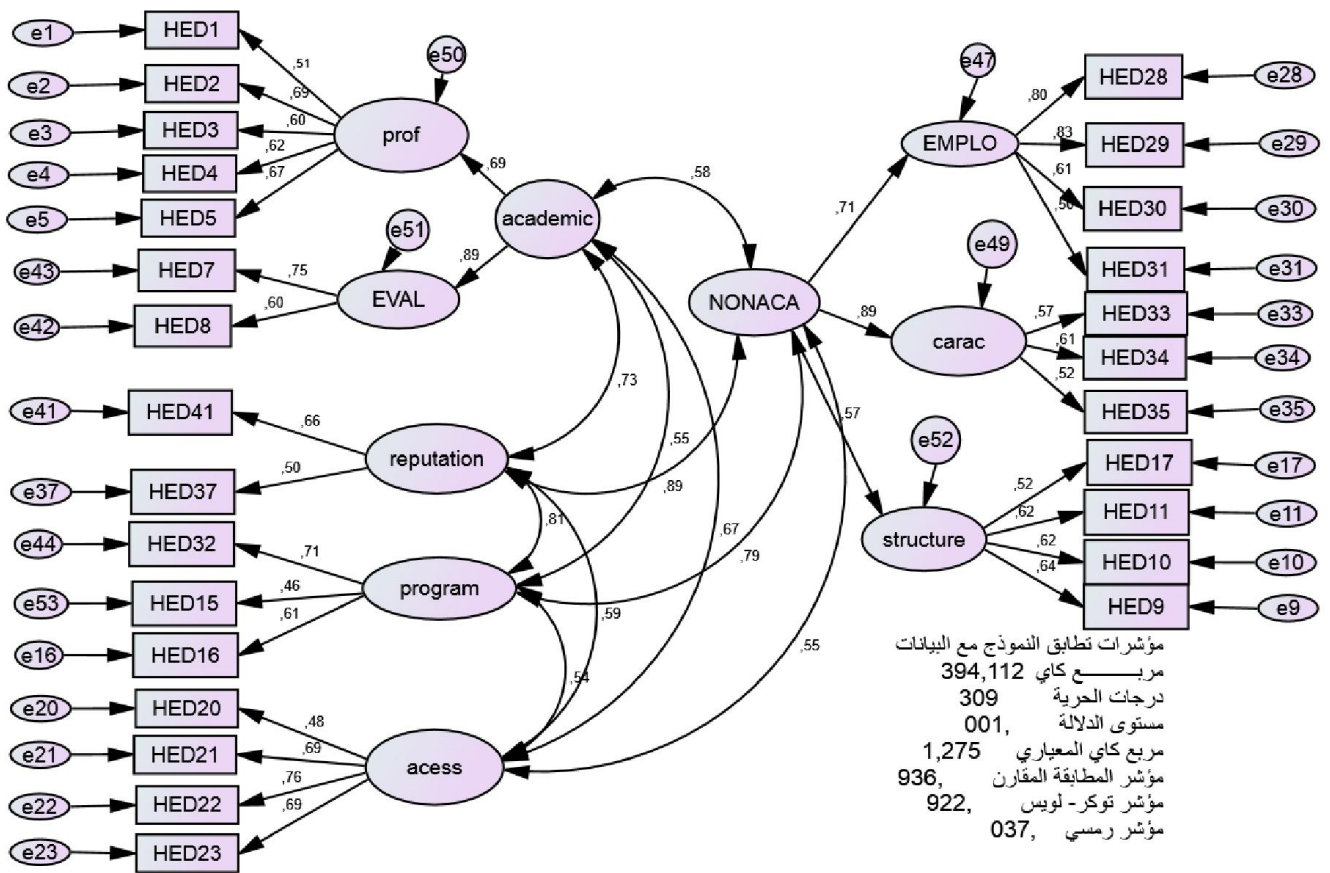 e1 HED1
e2 HED2
e3 HED3
e4 HED4
e5 HED5
,51
,69
,60
,62
,67
e50
prof
,69
e43 HED7
e42 HED8
,75
,60
e51
EVAL
,89
academic
,58
e41 HED41
e37 HED37
,66
,50
reputation
,73
e44 HED32
e53 HED15
e16 HED16
,71
,46
,61
program
,55
,89
,81
e20 HED20
e21 HED21
e22 HED22
e23 HED23
,48
,69
,76
,69
acess
,67
,79
,59
,54
,55
NONACA
,71
,89
,57
e47
EMPLO
,80
,83
,61
,50
HED28 e28
HED29 e29
HED30 e30
HED31 e31
e49
carac
,57
,61
,52
HED33 e33
HED34 e34
HED35 e35
e52
structure
,52
,62
,62
,64
HED17 e17
HED11 e11
HED10 e10
HED9 e9
مؤشرات تطابق النموذج مع البيانات
مربـــــــع كاي 394,112
درجات الحرية 309
مستوى الدلالة ,001
مربع كاي المعياري 1,275
مؤشر المطابقة المقارن ,936
مؤشر توكر- لويس ,922
مؤشر رمسي ,037